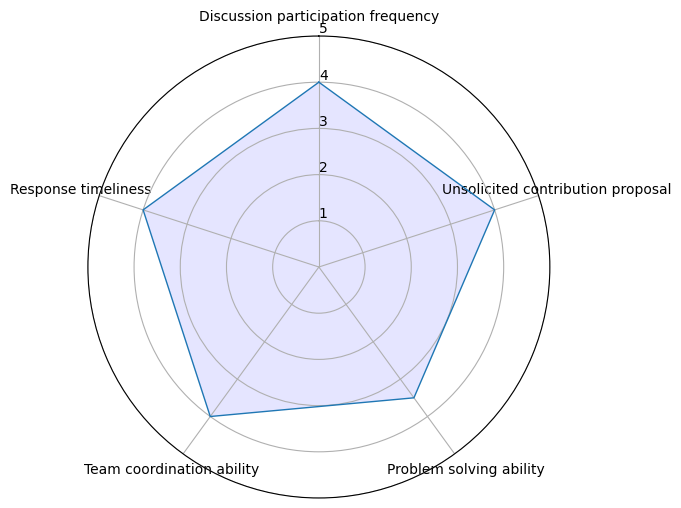 Discussion participation frequency
5
4
3
2
1
Response timeliness
Unsolicited contribution proposal
Team coordination ability
Problem solving ability